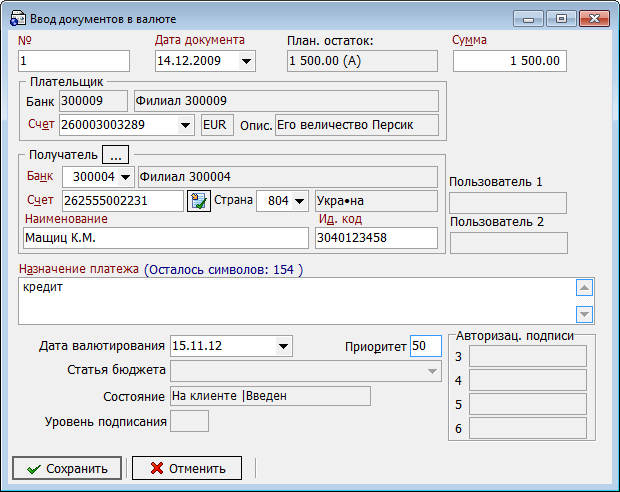 Ввод документов в валюте
№ Дата документа План. остаток: Сумма
1 14.12.2009 1 500.00 (А) 1 500.00
Плательщик
Банк 300009 Филиал 300009
Счет 260003003289 EUR Опис. Его величество Персик
Получатель ...
Банк 300004 Филиал 300004
Счет 262555002231 Страна 804 Укра•на
Наименование Ид. код
Мащиц К.М. 3040123458
Пользователь 1
Пользователь 2
Назначение платежа (Осталось символов: 154 )
кредит
Дата валютирования 15.11.12 Приоритет 50
Статья бюджета
Состояние На клиенте |Введен
Уровень подписания
Авторизац. подписи
3
4
5
6
Сохранить Отменить